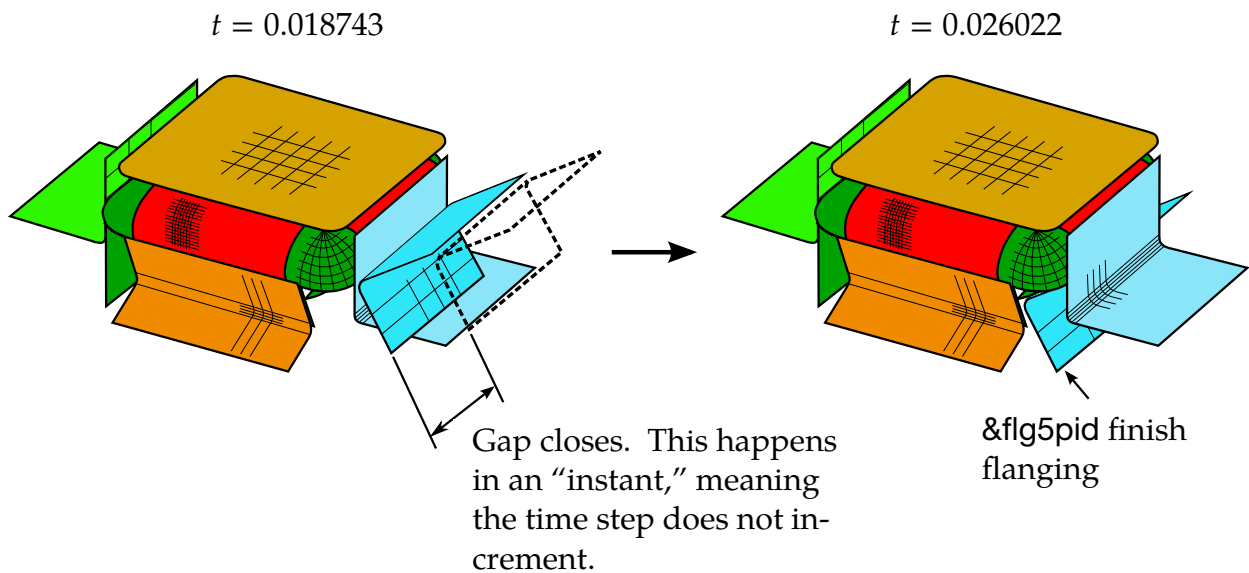 t = 0.018743
t = 0.026022
Gap closes. This happens
in an “instant,” meaning
the time step does not in-
crement.
&flg5pid finish
flanging